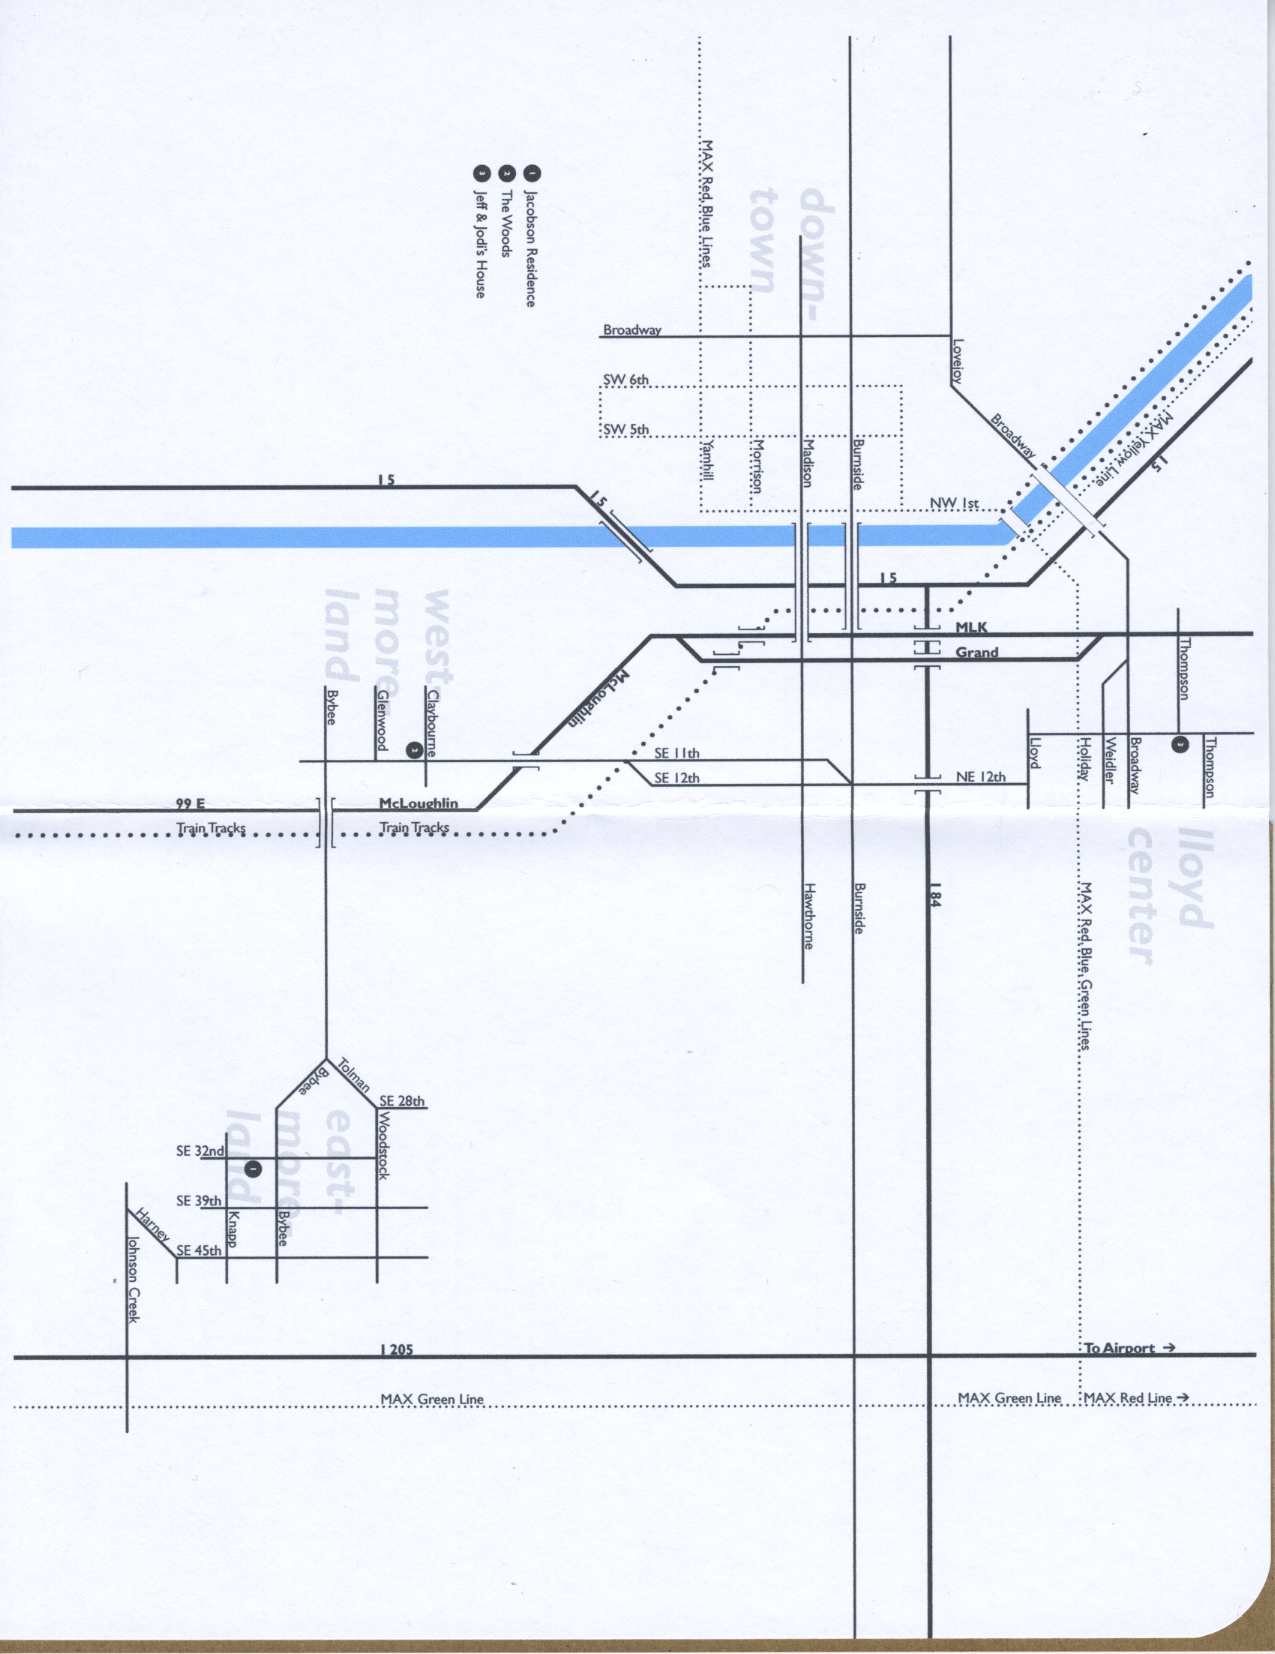 1 Jacobson Residence
2 The Woods
3 Jeff & Jodi's House
MAX Red, Blue Lines
down-
town
Broadway
SW 6th
SW 5th
Lovejoy
Broadway
MAX Yellow Line
I 5
Yamhill
Morrison
Madison
Burnside
NW 1st
I 5
I 5
I 5
west-
more
land
MLK
Grand
Thompson
McLoughlin
Bybee
Glenwood
Claybourne
2
SE 11th
SE 12th
NE 12th
Lloyd
Holiday
Weidler
Broadway
3
Thompson
99 E
McLoughlin
Train Tracks
Train Tracks
lloyd
center
Hawthorne
Burnside
I 84
MAX Red, Blue, Green Lines
Tolman
Bybee
SE 28th
east-
more
land
Woodstock
SE 32nd
1
SE 39th
Knapp
Bybee
Harney
SE 45th
Johnson Creek
I 205
To Airport →
MAX Green Line
MAX Green Line
MAX Red Line →